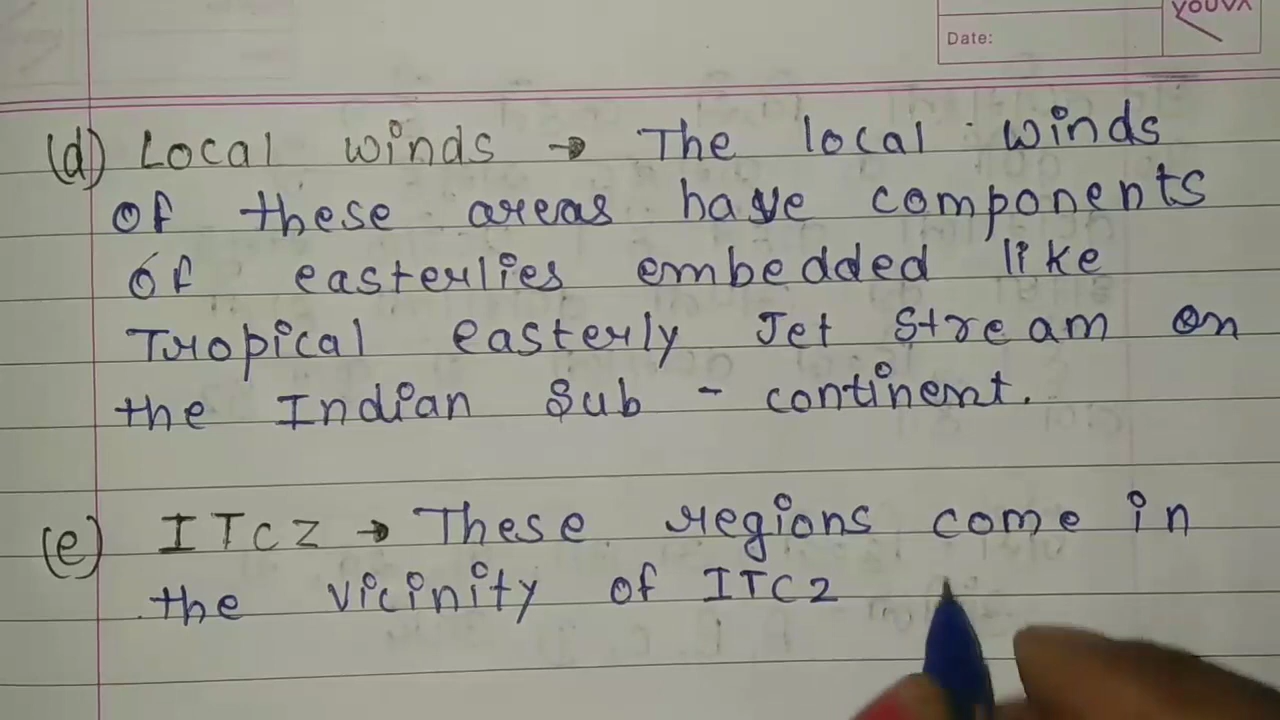 YOUVA
Date:
(d) Local winds → The local winds
of these areas have components
of easterlies embedded like
Tropical easterly Jet Stream on
the Indian Sub - continent.
(e) ITCZ → These regions come in
the vicinity of ITCZ